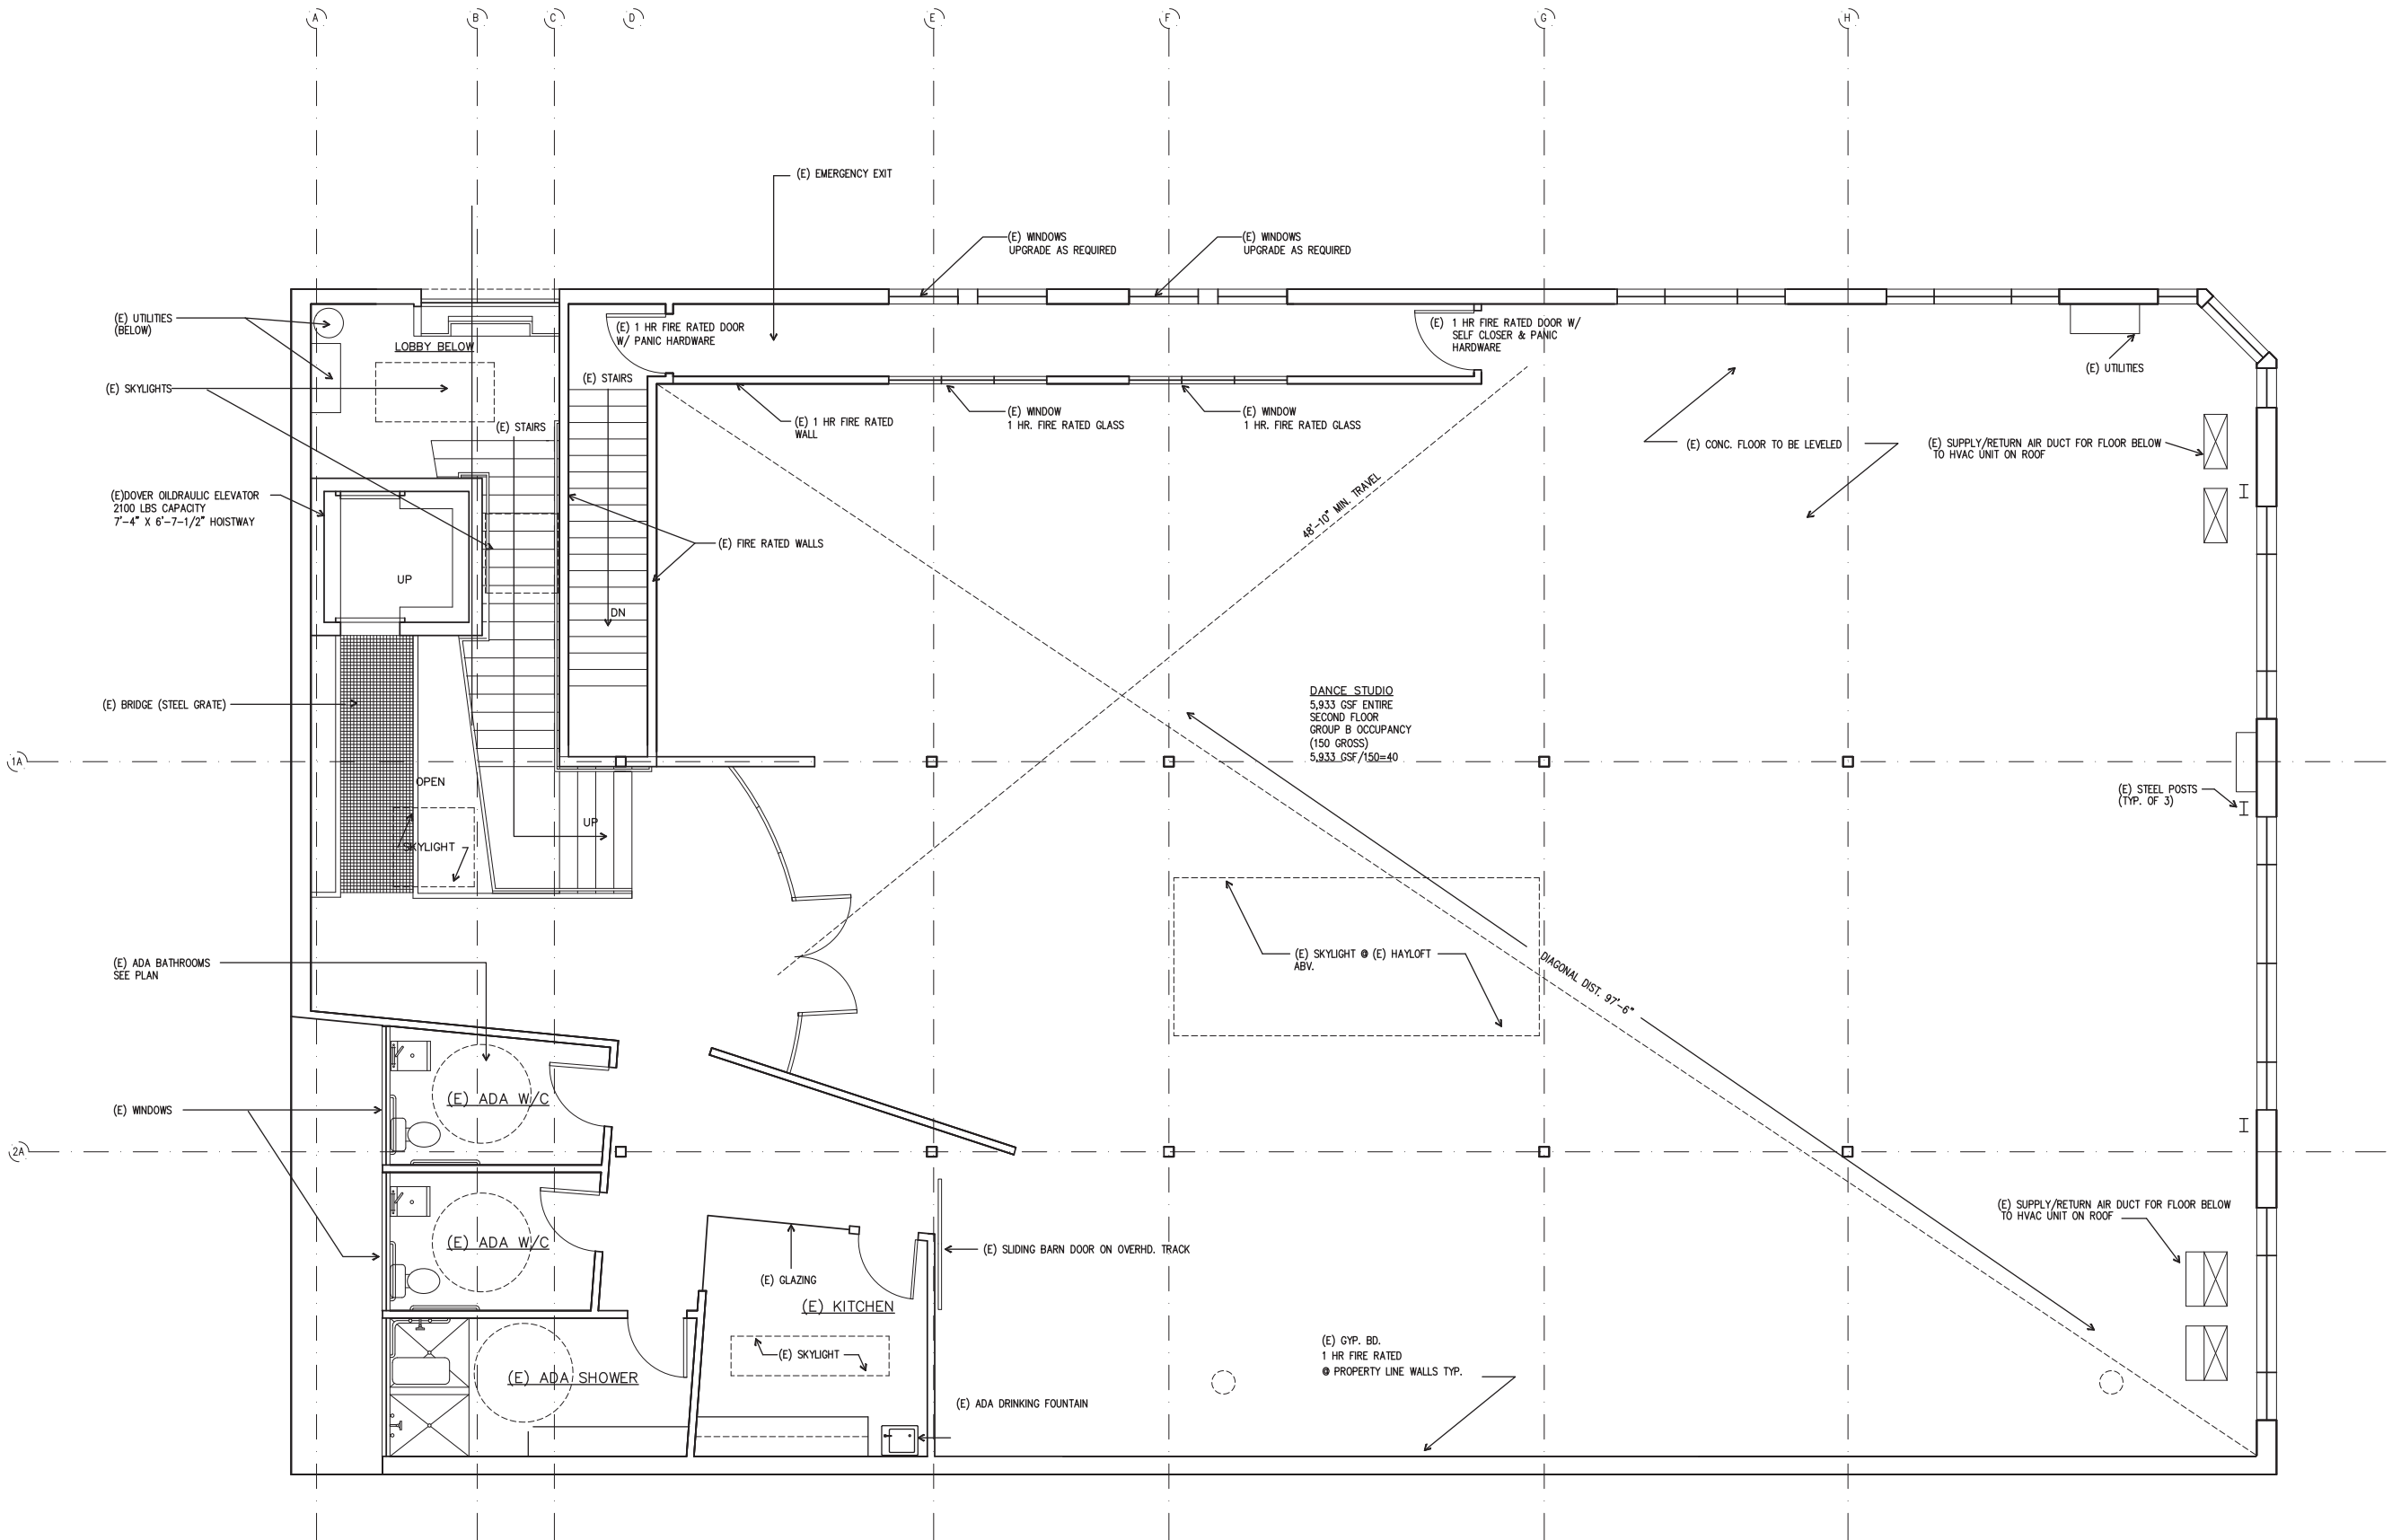 A
B
C
D
E
F
G
H
(E) EMERGENCY EXIT
(E) WINDOWS
UPGRADE AS REQUIRED
(E) WINDOWS
UPGRADE AS REQUIRED
(E) UTILITIES
(BELOW)
LOBBY BELOW
(E) 1 HR FIRE RATED DOOR
W/ PANIC HARDWARE
(E) 1 HR FIRE RATED DOOR W/
SELF CLOSER & PANIC
HARDWARE
(E) UTILITIES
(E) SKYLIGHTS
(E) STAIRS
(E) STAIRS
(E) 1 HR FIRE RATED
WALL
(E) WINDOW
1 HR. FIRE RATED GLASS
(E) WINDOW
1 HR. FIRE RATED GLASS
(E) CONC. FLOOR TO BE LEVELED
(E) SUPPLY/RETURN AIR DUCT FOR FLOOR BELOW
TO HVAC UNIT ON ROOF
(E)DOVER OILDRAULIC ELEVATOR
2100 LBS CAPACITY
7'-4" X 6'-7-1/2" HOISTWAY
48'-10" MIN. TRAVEL
(E) FIRE RATED WALLS
UP
DN
(E) BRIDGE (STEEL GRATE)
DANCE STUDIO
5,933 GSF ENTIRE
SECOND FLOOR
GROUP B OCCUPANCY
(150 GROSS)
5,933 GSF/150=40
1A
OPEN
(E) STEEL POSTS
(TYP. OF 3)
UP
SKYLIGHT
(E) ADA BATHROOMS
SEE PLAN
(E) SKYLIGHT @ (E) HAYLOFT
ABV.
DIAGONAL DIST. 97'-6"
(E) ADA W/C
(E) WINDOWS
2A
(E) SUPPLY/RETURN AIR DUCT FOR FLOOR BELOW
TO HVAC UNIT ON ROOF
(E) ADA W/C
(E) SLIDING BARN DOOR ON OVERHD. TRACK
(E) GLAZING
(E) KITCHEN
(E) SKYLIGHT
(E) GYP. BD.
1 HR FIRE RATED
@ PROPERTY LINE WALLS TYP.
(E) ADA SHOWER
(E) ADA DRINKING FOUNTAIN